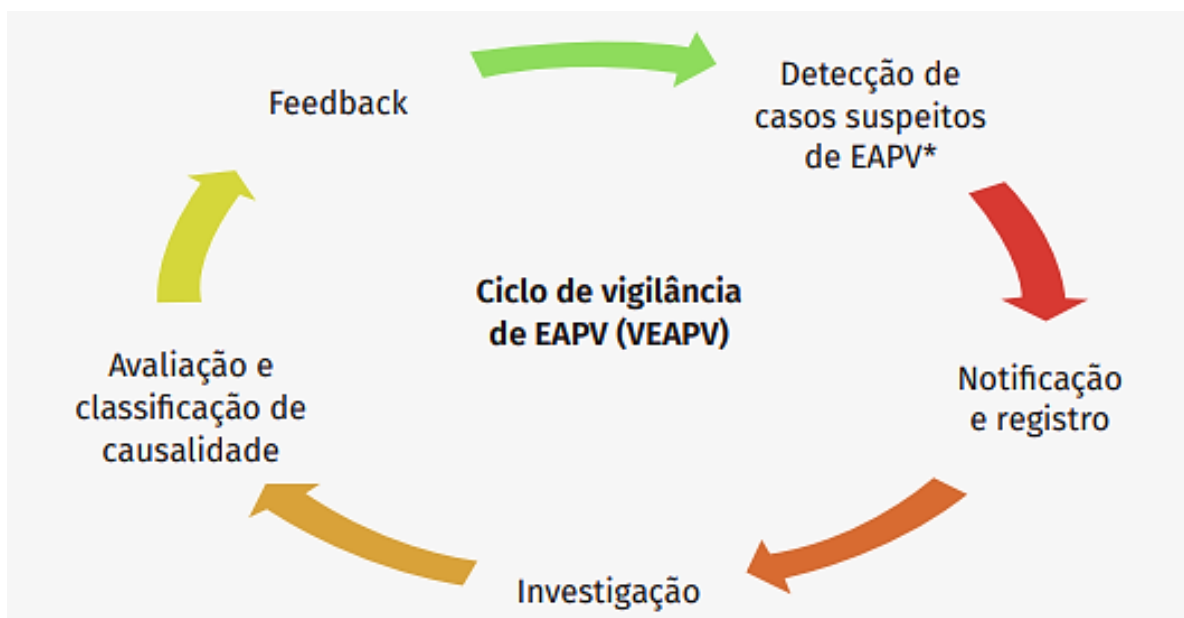 Feedback
Detecção de
casos suspeitos
de EAPV*
Ciclo de vigilância
de EAPV (VEAPV)
Avaliação e
classificação de
causalidade
Notificação
e registro
Investigação